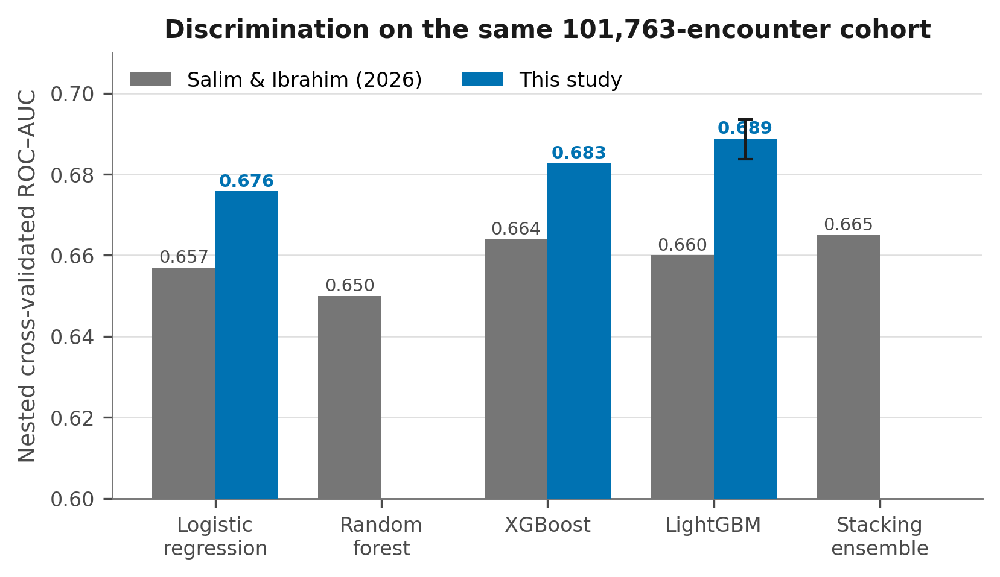 Discrimination on the same 101,763-encounter cohort
Salim & Ibrahim (2026)
This study
Nested cross-validated ROC–AUC
0.70
0.68
0.66
0.64
0.62
0.60
0.657
0.676
0.650
0.664
0.683
0.660
0.689
0.665
Logistic
regression
Random
forest
XGBoost
LightGBM
Stacking
ensemble